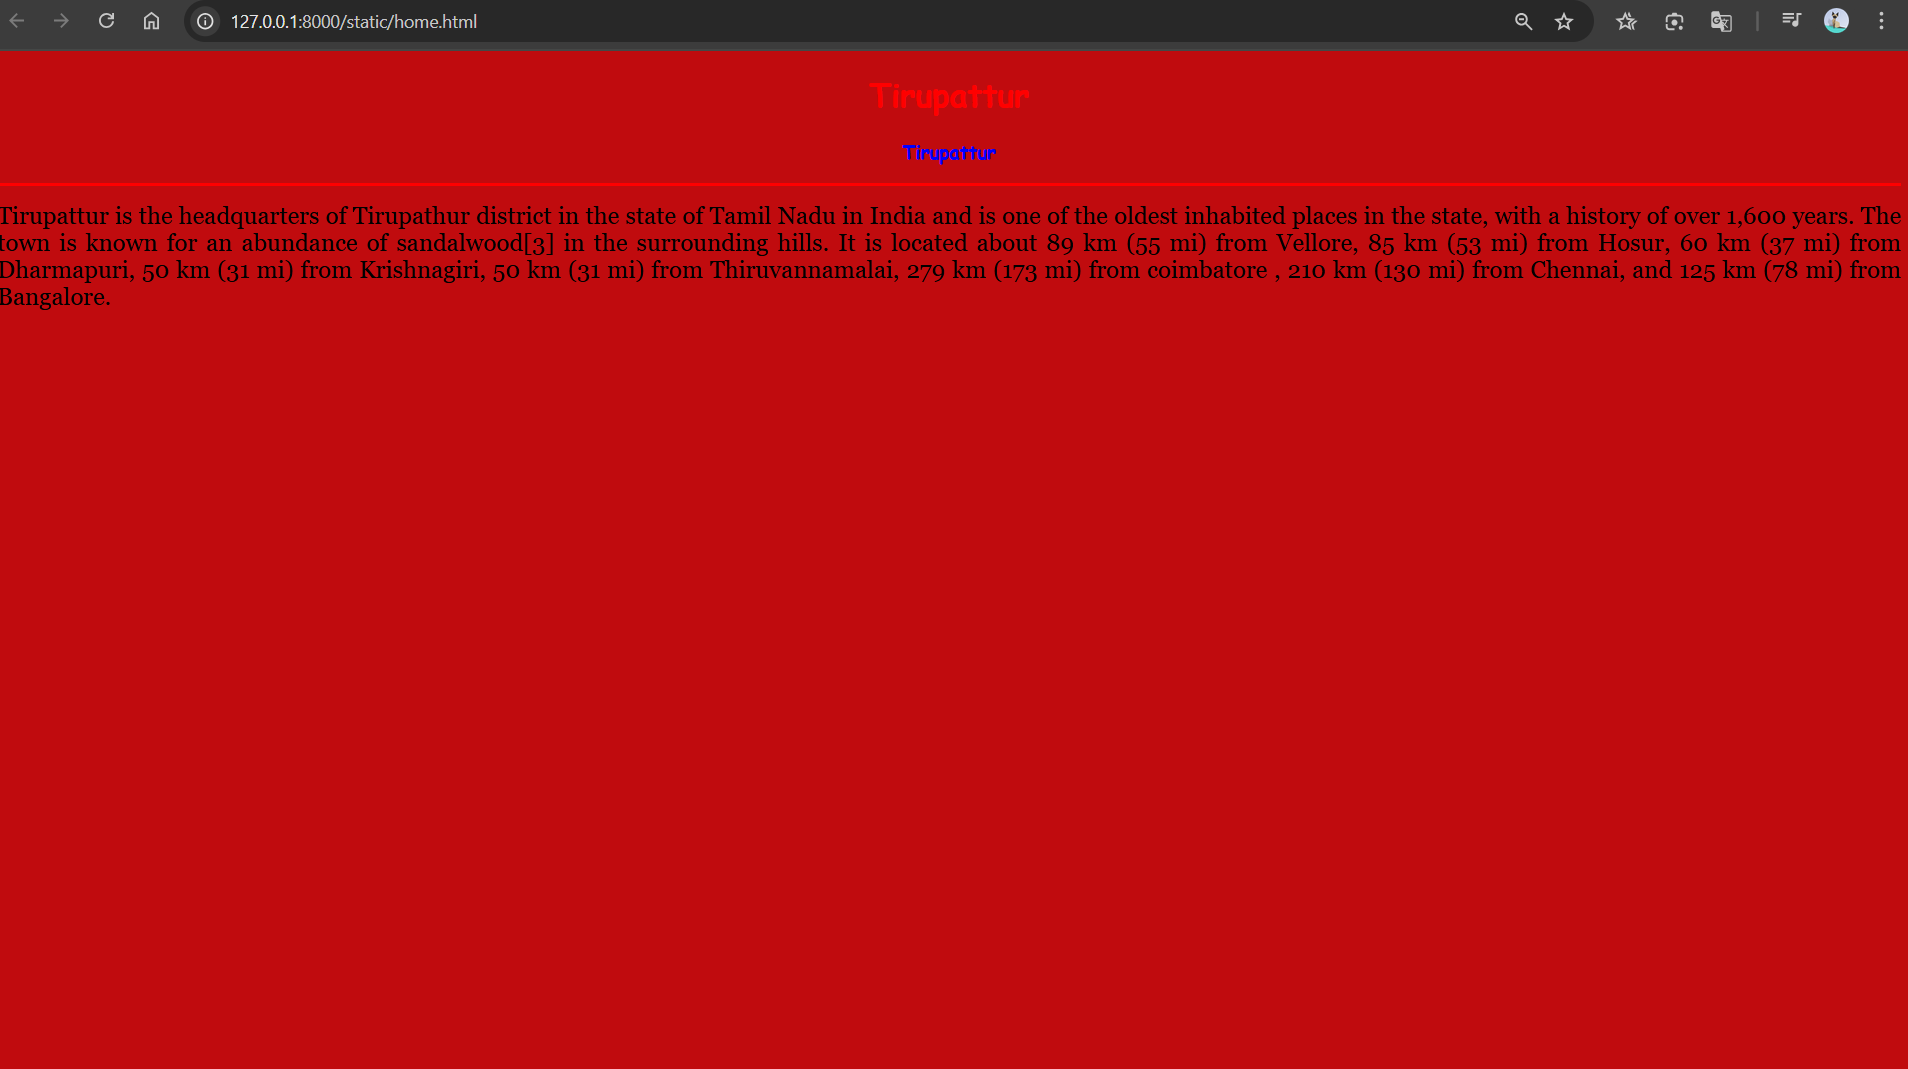 127.0.0.1:8000/static/home.html
Tirupattur
Tirupattur
Tirupattur is the headquarters of Tirupathur district in the state of Tamil Nadu in India and is one of the oldest inhabited places in the state, with a history of over 1,600 years. The
town is known for an abundance of sandalwood[3] in the surrounding hills. It is located about 89 km (55 mi) from Vellore, 85 km (53 mi) from Hosur, 60 km (37 mi) from
Dharmapuri, 50 km (31 mi) from Krishnagiri, 50 km (31 mi) from Thiruvannamalai, 279 km (173 mi) from coimbatore , 210 km (130 mi) from Chennai, and 125 km (78 mi) from
Bangalore.